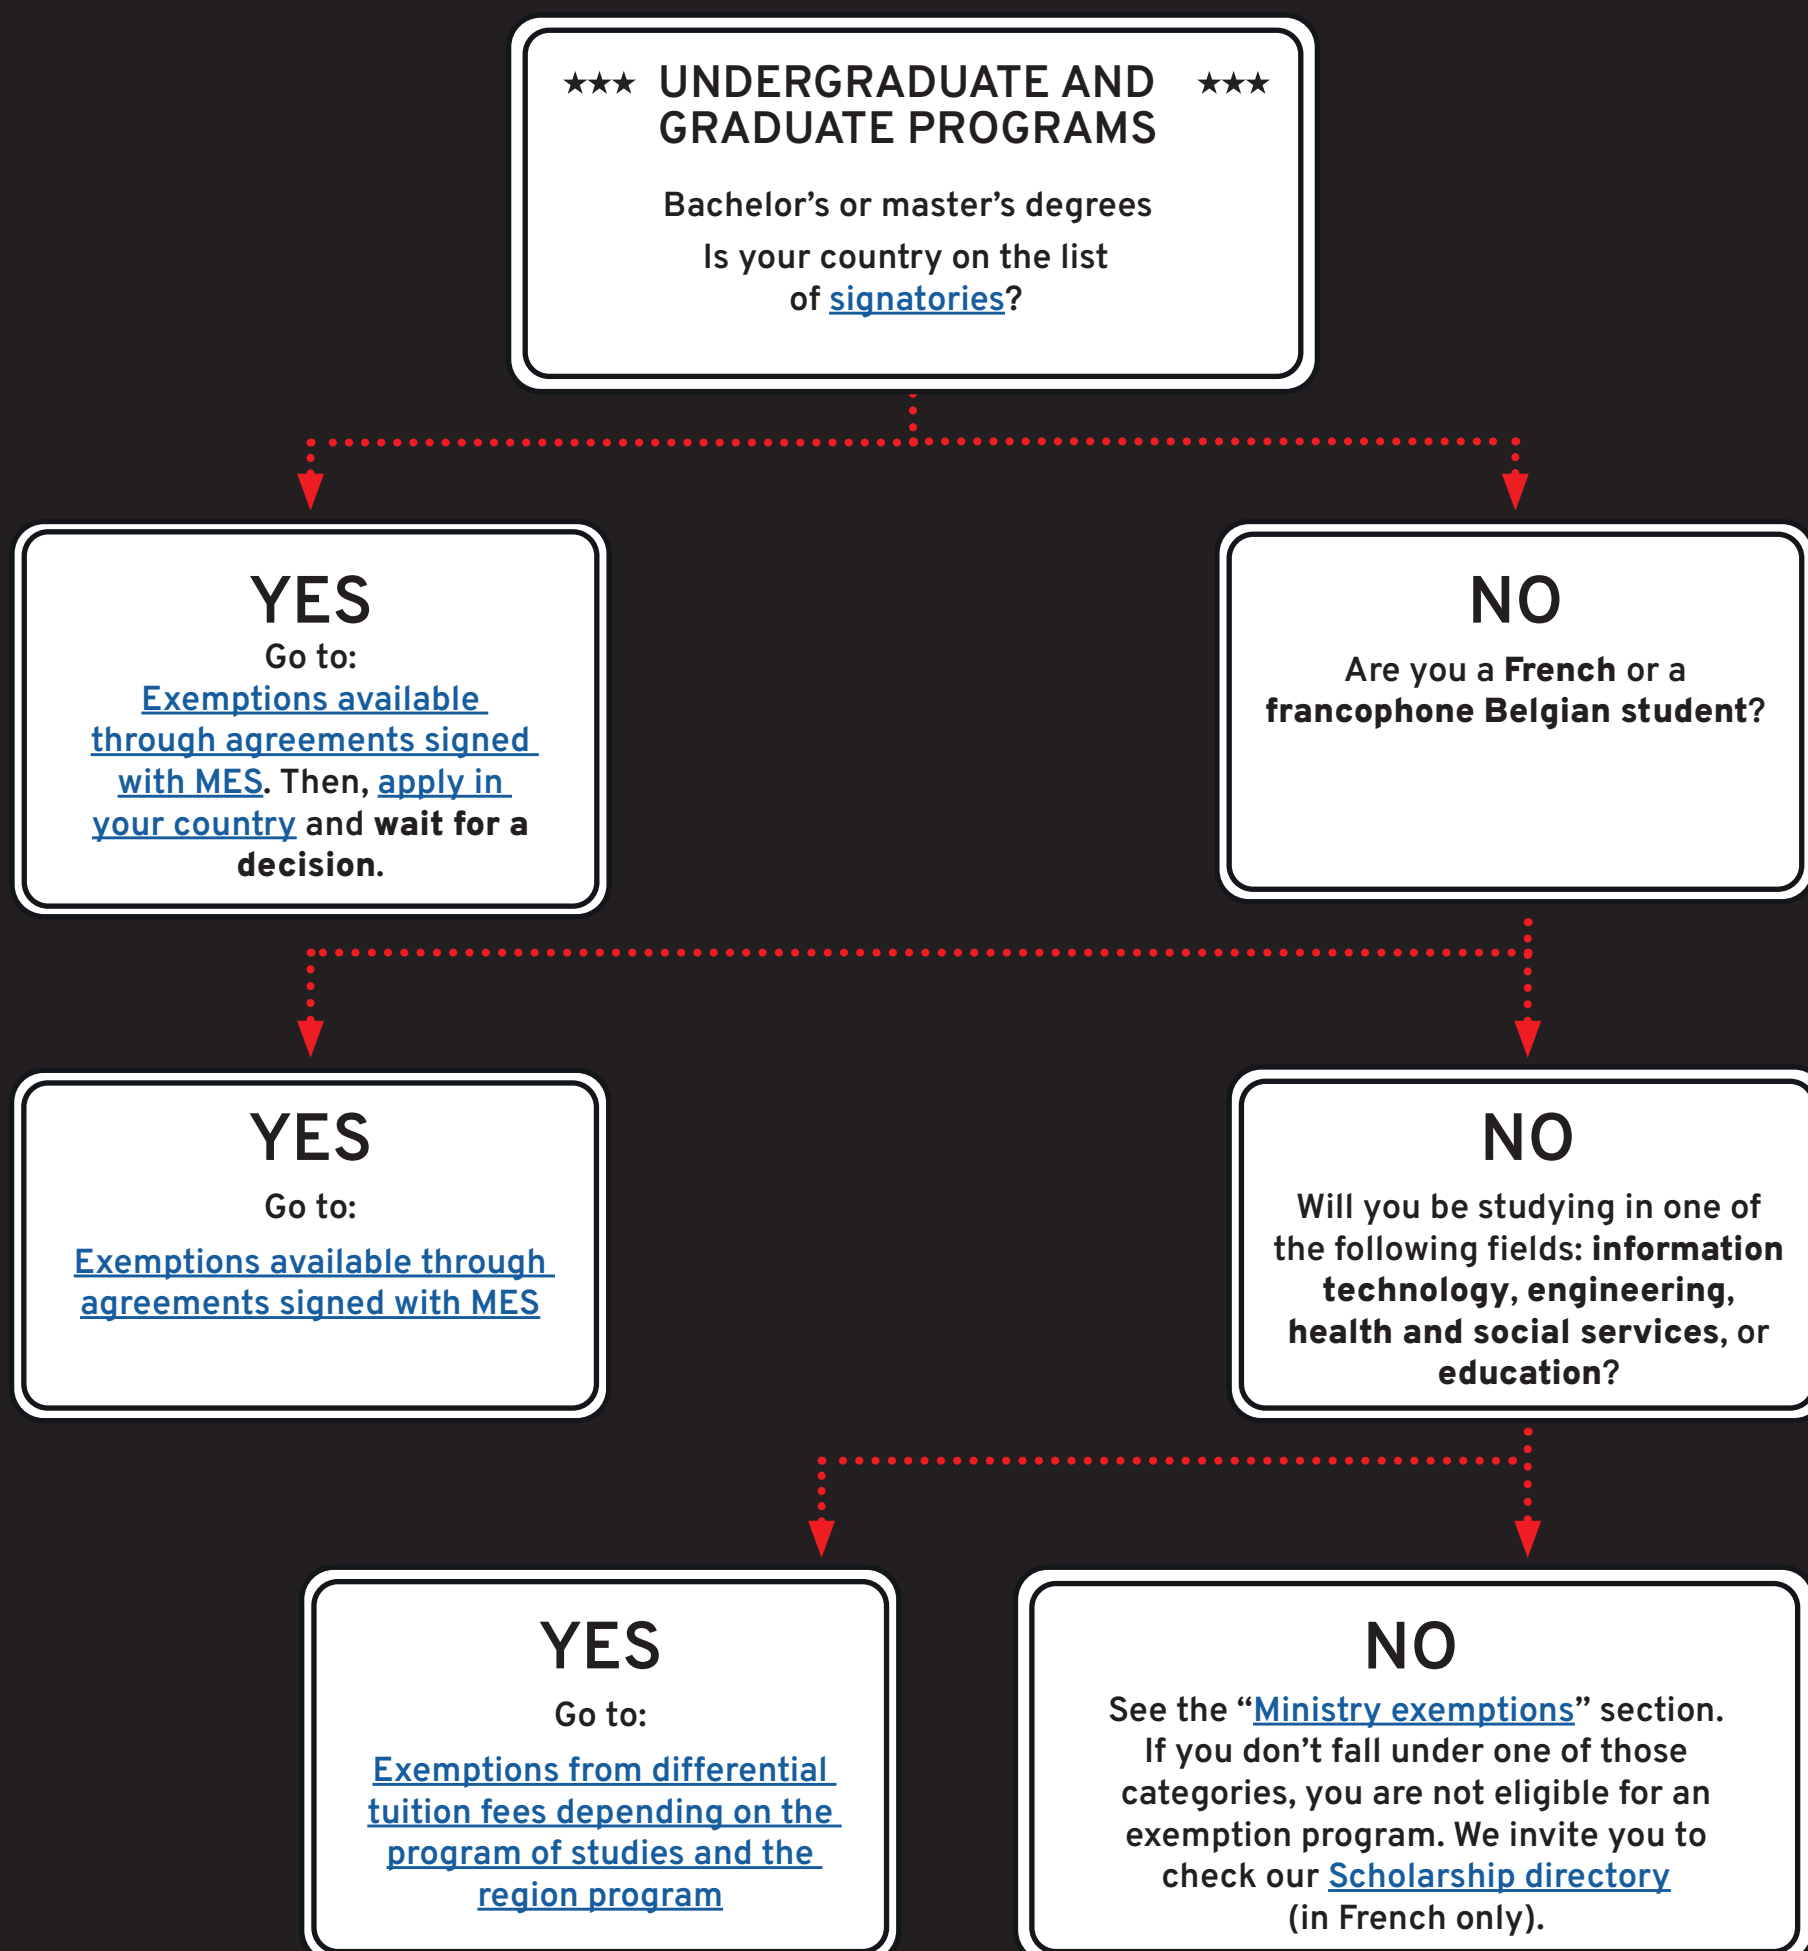 ★★★ UNDERGRADUATE AND ★★★
GRADUATE PROGRAMS
Bachelor’s or master’s degrees
Is your country on the list
of signatories?
YES
Go to:
Exemptions available
through agreements signed
with MES. Then, apply in
your country and wait for a
decision.
NO
Are you a French or a
francophone Belgian student?
YES
Go to:
Exemptions available through
agreements signed with MES
NO
Will you be studying in one of
the following fields: information
technology, engineering,
health and social services, or
education?
YES
Go to:
Exemptions from differential
tuition fees depending on the
program of studies and the
region program
NO
See the “Ministry exemptions” section.
If you don’t fall under one of those
categories, you are not eligible for an
exemption program. We invite you to
check our Scholarship directory
(in French only).